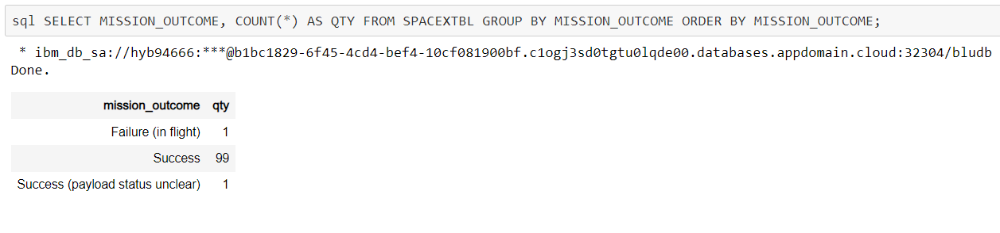 sql SELECT MISSION_OUTCOME, COUNT(*) AS QTY FROM SPACEXTBL GROUP BY MISSION_OUTCOME ORDER BY MISSION_OUTCOME;
* ibm_db_sa://hyb94666:***@b1bc1829-6f45-4cd4-bef4-10cf081900bf.c1ogj3sd0tgtu0lqde00.databases.appdomain.cloud:32304/bludb
Done.
mission_outcome qty
Failure (in flight) 1
Success 99
Success (payload status unclear) 1